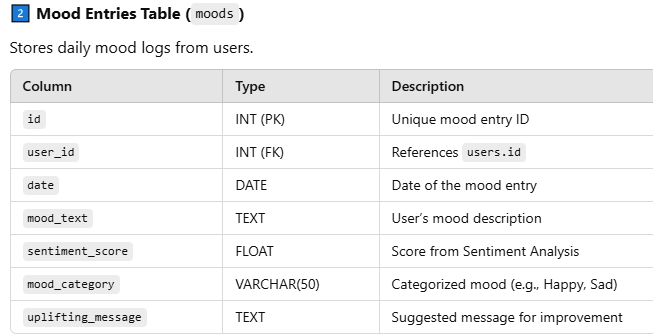 2 Mood Entries Table ( moods )
Stores daily mood logs from users.
Column Type Description
id INT (PK) Unique mood entry ID
user_id INT (FK) References users.id
date DATE Date of the mood entry
mood_text TEXT User’s mood description
sentiment_score FLOAT Score from Sentiment Analysis
mood_category VARCHAR(50) Categorized mood (e.g., Happy, Sad)
uplifting_message TEXT Suggested message for improvement